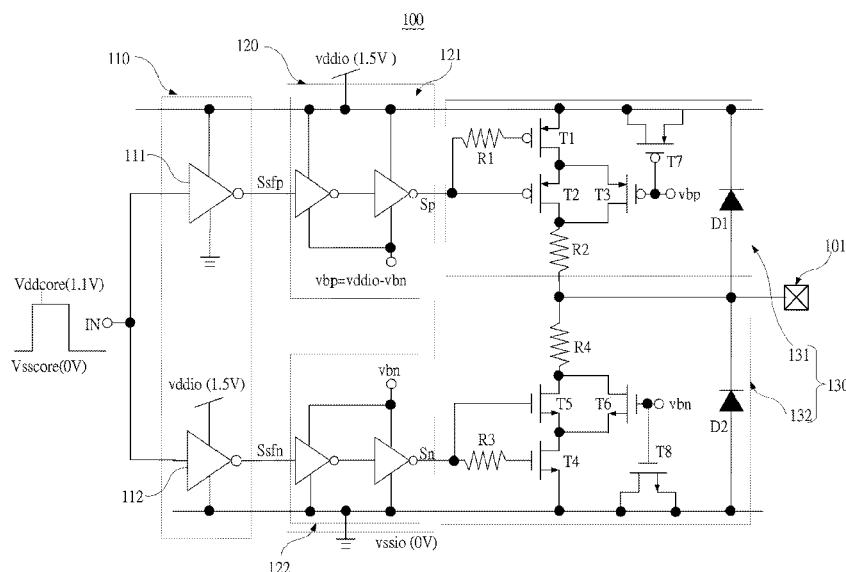 100
120
vddio (1.5V)
121
110
111
Ssfp
Sp
R1
T1
T2
T3
T7
vbp
R2
D1
vbp=vddio-vbn
Vddcore(1.1V)
IN
Vsscore(0V)
101
R4
131
130
132
vddio (1.5V)
vbn
T5
T6
vbn
D2
Ssfn
Sn
R3
T4
T8
112
122
vssio (0V)